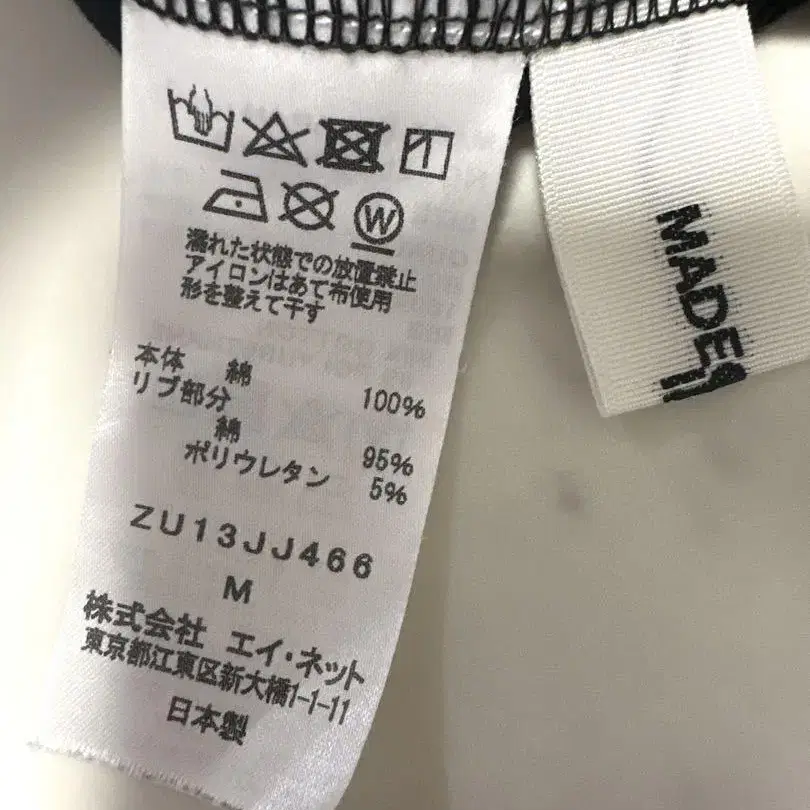 W
濡れた状態での放置禁止
アイロンはあて布使用
形を整えて干す
本体 綿 100%
リブ部分
綿 95%
ポリウレタン 5%
ZU13JJ466
M
株式会社 エイ・ネット
東京都江東区新大橋1-1-11
日本製
MADE